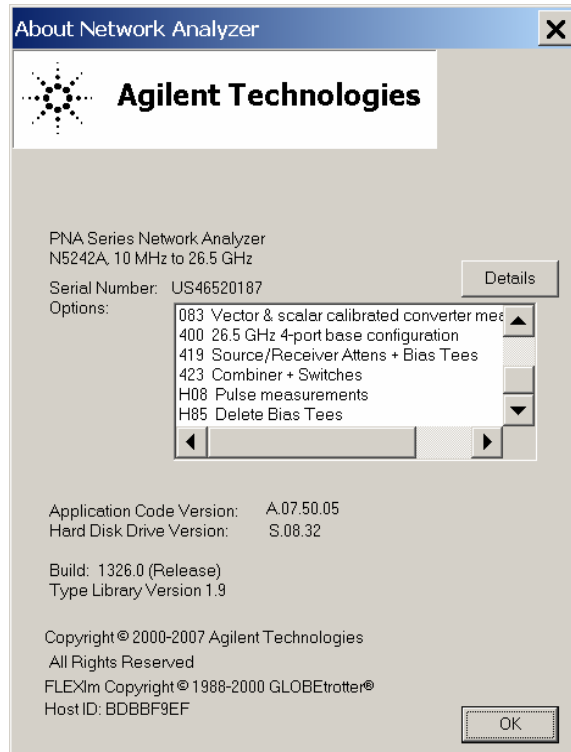 About Network Analyzer
Agilent Technologies
PNA Series Network Analyzer
N5242A, 10 MHz to 26.5 GHz
Details
Serial Number: US46520187
Options:
083 Vector & scalar calibrated converter mea
400 26.5 GHz 4-port base configuration
419 Source/Receiver Attens + Bias Tees
423 Combiner + Switches
H08 Pulse measurements
H85 Delete Bias Tees
Application Code Version: A.07.50.05
Hard Disk Drive Version: S.08.32
Build: 1326.0 (Release)
Type Library Version 1.9
Copyright © 2000-2007 Agilent Technologies
All Rights Reserved
FLEXlm Copyright © 1988-2000 GLOBEtrotter®
Host ID: BDBBF9EF
OK